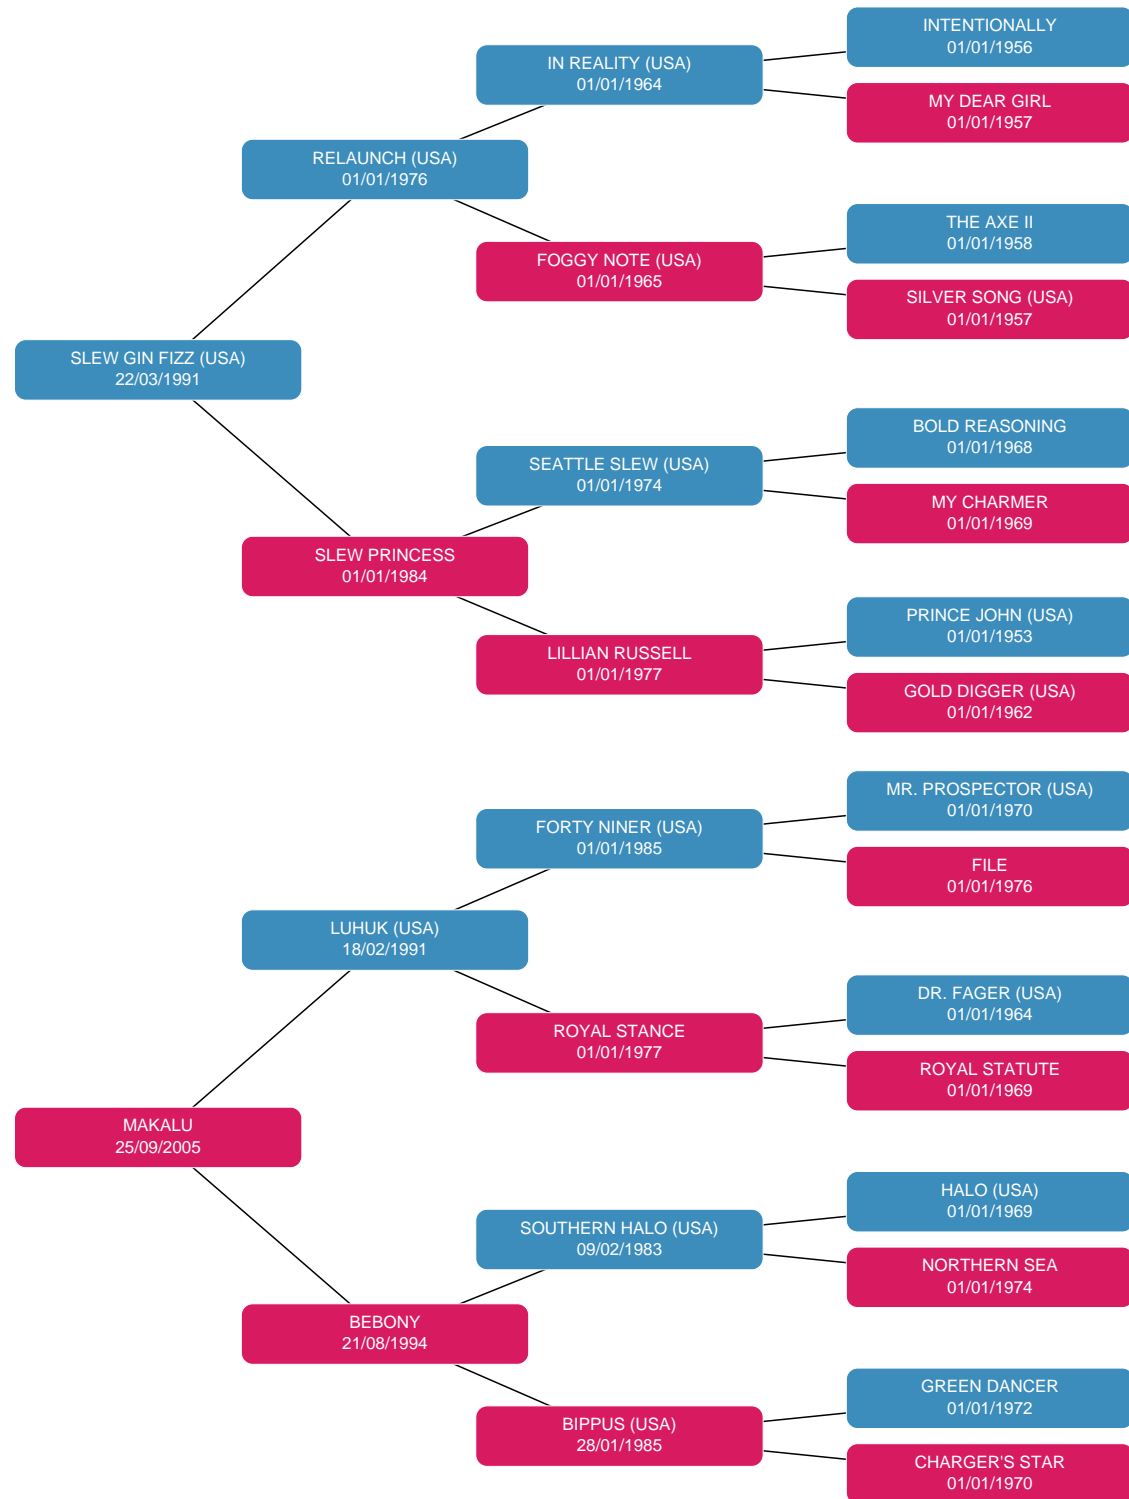 INTENTIONALLY
01/01/1956
IN REALITY (USA)
01/01/1964
MY DEAR GIRL
01/01/1957
RELAUNCH (USA)
01/01/1976
THE AXE II
01/01/1958
FOGGY NOTE (USA)
01/01/1965
SILVER SONG (USA)
01/01/1957
SLEW GIN FIZZ (USA)
22/03/1991
BOLD REASONING
01/01/1968
SEATTLE SLEW (USA)
01/01/1974
MY CHARMER
01/01/1969
SLEW PRINCESS
01/01/1984
PRINCE JOHN (USA)
01/01/1953
LILLIAN RUSSELL
01/01/1977
GOLD DIGGER (USA)
01/01/1962
MR. PROSPECTOR (USA)
01/01/1970
FORTY NINER (USA)
01/01/1985
FILE
01/01/1976
LUHUK (USA)
18/02/1991
DR. FAGER (USA)
01/01/1964
ROYAL STANCE
01/01/1977
ROYAL STATUTE
01/01/1969
MAKALU
25/09/2005
HALO (USA)
01/01/1969
SOUTHERN HALO (USA)
09/02/1983
NORTHERN SEA
01/01/1974
BEBONY
21/08/1994
GREEN DANCER
01/01/1972
BIPPUS (USA)
28/01/1985
CHARGER'S STAR
01/01/1970